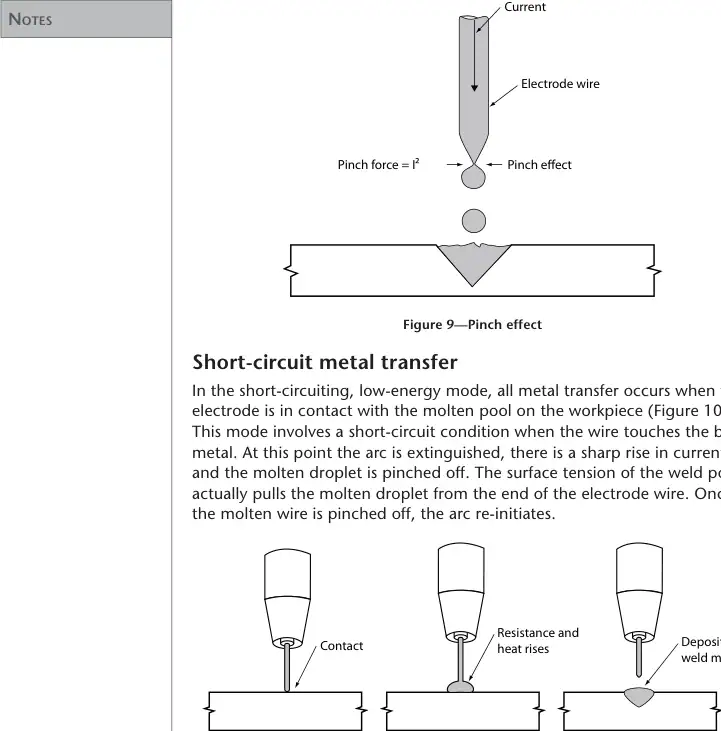 NOTES
Current
Electrode wire
Pinch force = I²
Pinch effect
Figure 9—Pinch effect
Short-circuit metal transfer
In the short-circuiting, low-energy mode, all metal transfer occurs when
electrode is in contact with the molten pool on the workpiece (Figure 10
This mode involves a short-circuit condition when the wire touches the b
metal. At this point the arc is extinguished, there is a sharp rise in current
and the molten droplet is pinched off. The surface tension of the weld po
actually pulls the molten droplet from the end of the electrode wire. Onc
the molten wire is pinched off, the arc re-initiates.
Contact
Resistance and
heat rises
Deposit
weld m